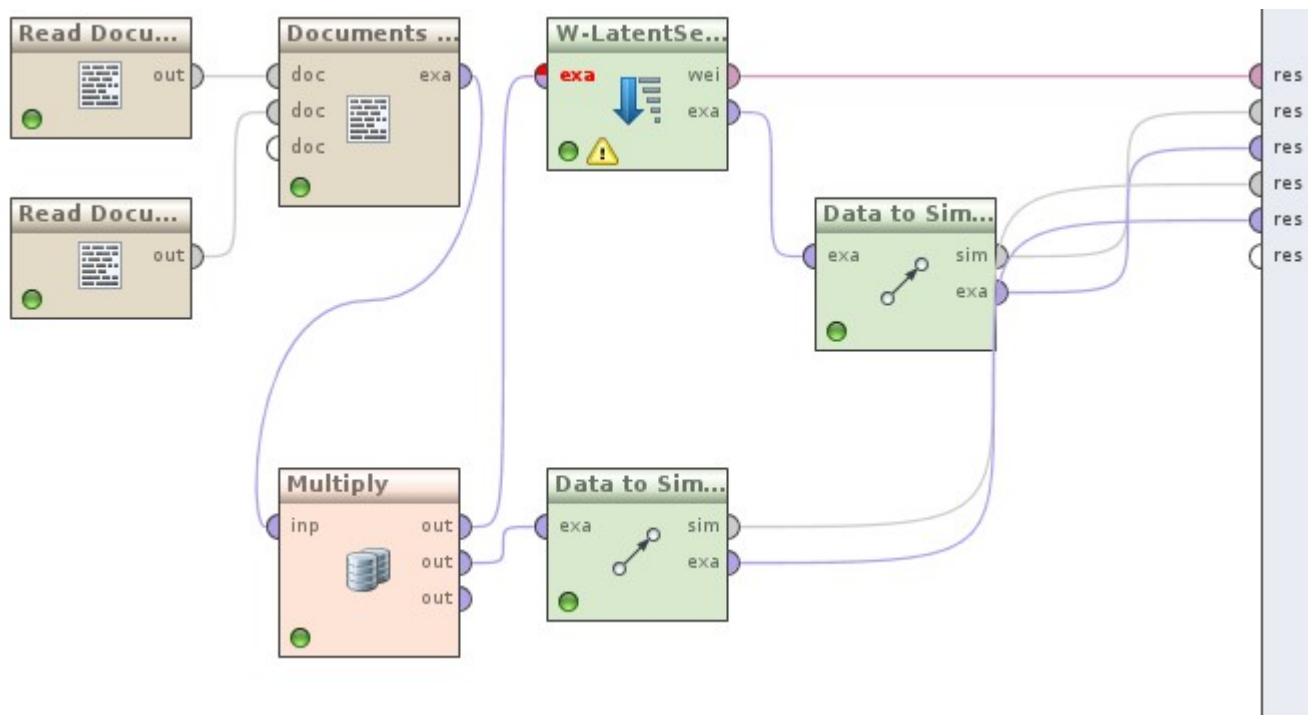 Read Docu...
out
Documents ...
doc exa
doc
doc
W-LatentSe...
exa wei
exa
res
res
res
res
res
res
Read Docu...
out
Data to Sim...
exa sim
exa
Multiply
inp out
out
out
Data to Sim...
exa sim
exa